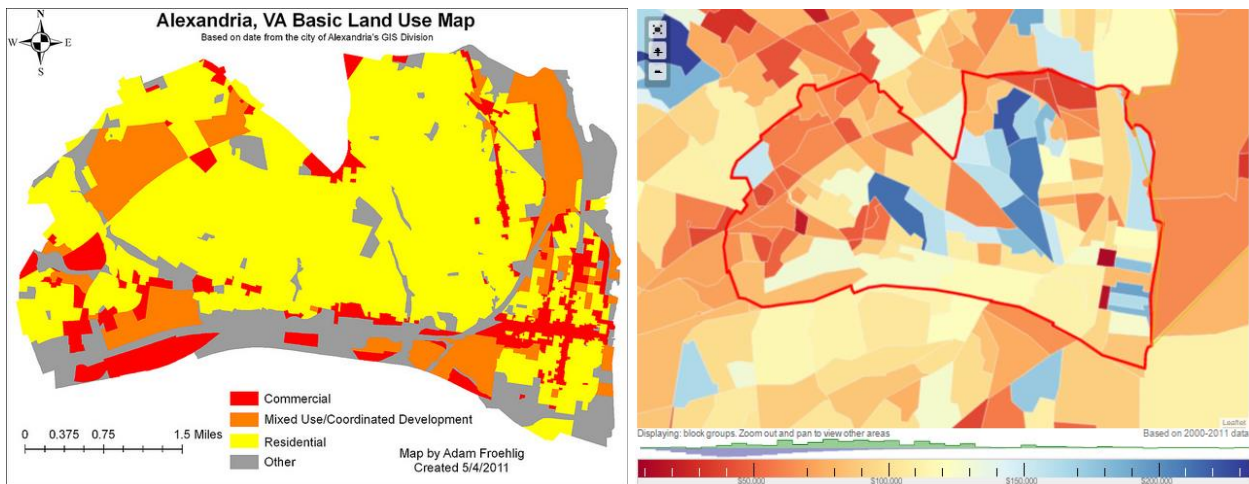 Alexandria, VA Basic Land Use Map
Based on date from the city of Alexandria's GIS Division
N
W E
S
Commercial
Mixed Use/Coordinated Development
Residential
Other
0 0.375 0.75 1.5 Miles
Map by Adam Froehlig
Created 5/4/2011
Leaflet
Displaying: block groups. Zoom out and pan to view other areas
Based on 2000-2011 data
$50,000 $100,000 $150,000 $200,000